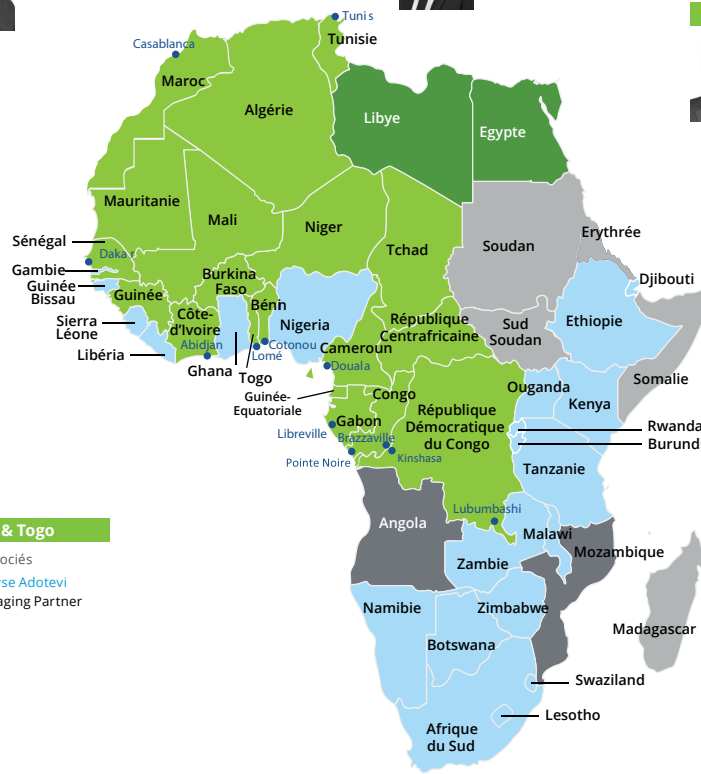 Tunis
Tunisie
Casablanca
Maroc
Algérie
Libye
Egypte
Mauritanie
Mali
Niger
Tchad
Soudan
Erythrée
Sénégal
Dakar
Gambie
Guinée
Bissau
Guinée
Burkina
Faso
Bénin
Djibouti
Sierra
Léone
Côte-
d'Ivoire
Abidjan
Nigeria
République
Centrafricaine
Sud
Soudan
Ethiopie
Libéria
Ghana
Togo
Cotonou
Lomé
Cameroun
Douala
Somalie
Guinée-
Equatoriale
Congo
Ouganda
Kenya
Gabon
République
Démocratique
du Congo
Rwanda
Burund
Libreville
Brazzaville
Pointe Noire
Kinshasa
Tanzanie
Lubumbashi
Angola
Malawi
Mozambique
Zambie
& Togo
ociés
se Adotevi
aging Partner
Namibie
Zimbabwe
Madagascar
Botswana
Swaziland
Lesotho
Afrique
du Sud